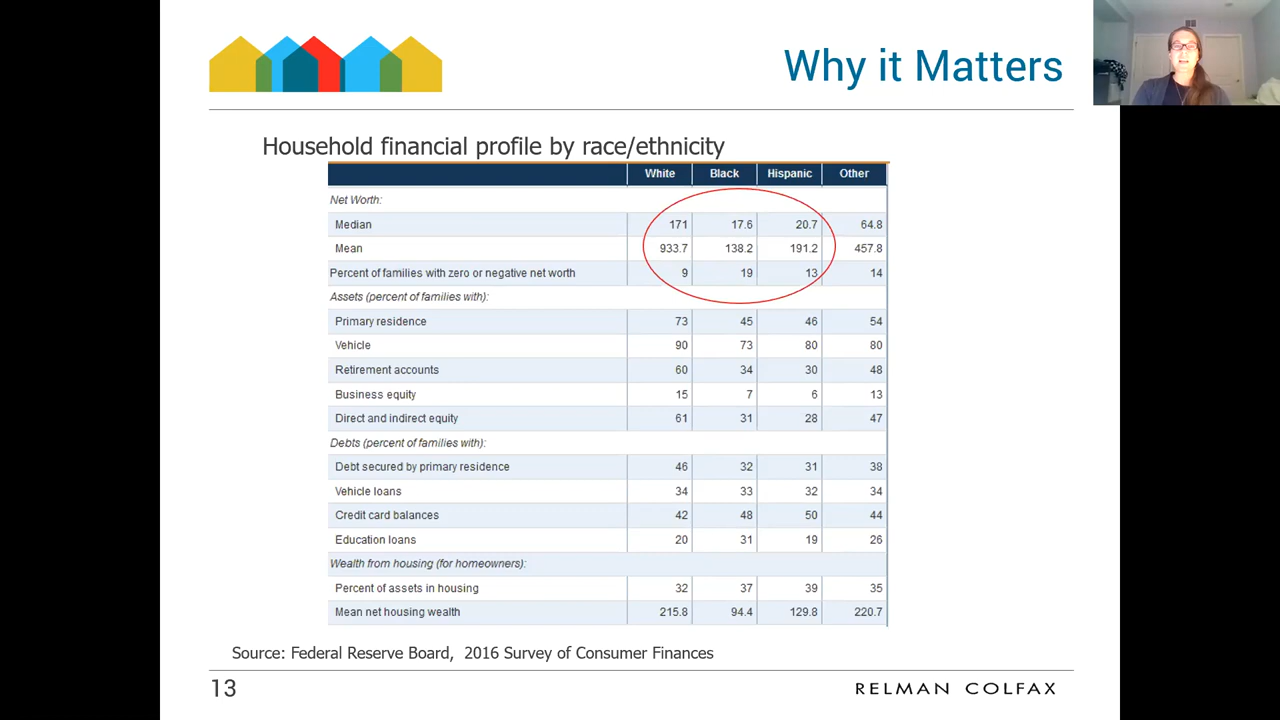 Why it Matters
Household financial profile by race/ethnicity
White Black Hispanic Other
Net Worth:
Median 171 17.6 20.7 64.8
Mean 933.7 138.2 191.2 457.8
Percent of families with zero or negative net worth 9 19 13 14
Assets (percent of families with):
Primary residence 73 45 46 54
Vehicle 90 73 80 80
Retirement accounts 60 34 30 48
Business equity 15 7 6 13
Direct and indirect equity 61 31 28 47
Debts (percent of families with):
Debt secured by primary residence 46 32 31 38
Vehicle loans 34 33 32 34
Credit card balances 42 48 50 44
Education loans 20 31 19 26
Wealth from housing (for homeowners):
Percent of assets in housing 32 37 39 35
Mean net housing wealth 215.8 94.4 129.8 220.7
Source: Federal Reserve Board, 2016 Survey of Consumer Finances
13 RELMAN COLFAX